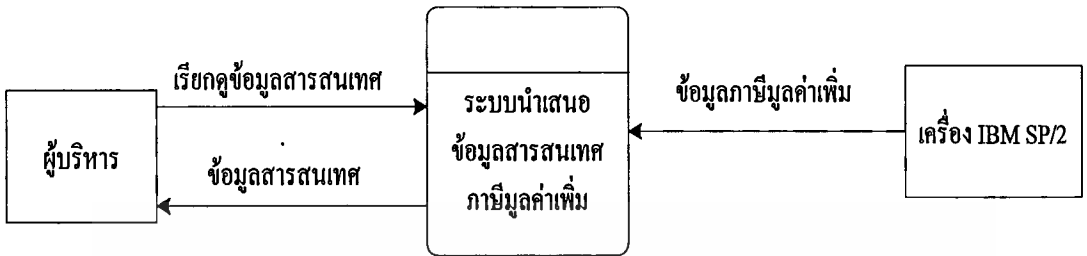 เรียกดูข้อมูลสารสนเทศ
ผู้บริหาร
ข้อมูลสารสนเทศ
ระบบนำเสนอ
ข้อมูลสารสนเทศ
ภาษีมูลค่าเพิ่ม
ข้อมูลภาษีมูลค่าเพิ่ม
เครื่อง IBM SP/2